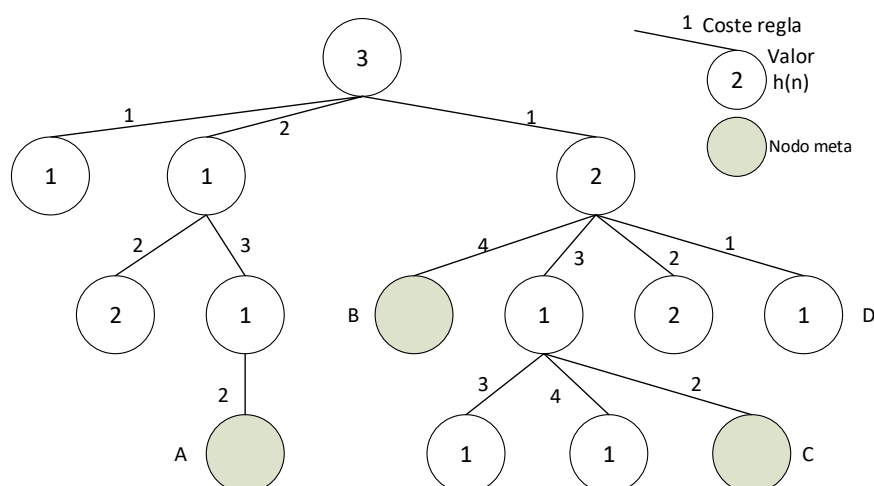 1 Coste regla
3
Valor
2 h(n)
1 2 1
Nodo meta
1 1 2
2 3 4 3 2 1
2 1 B 1 2 1 D
2 3 4 2
A 1 1 C